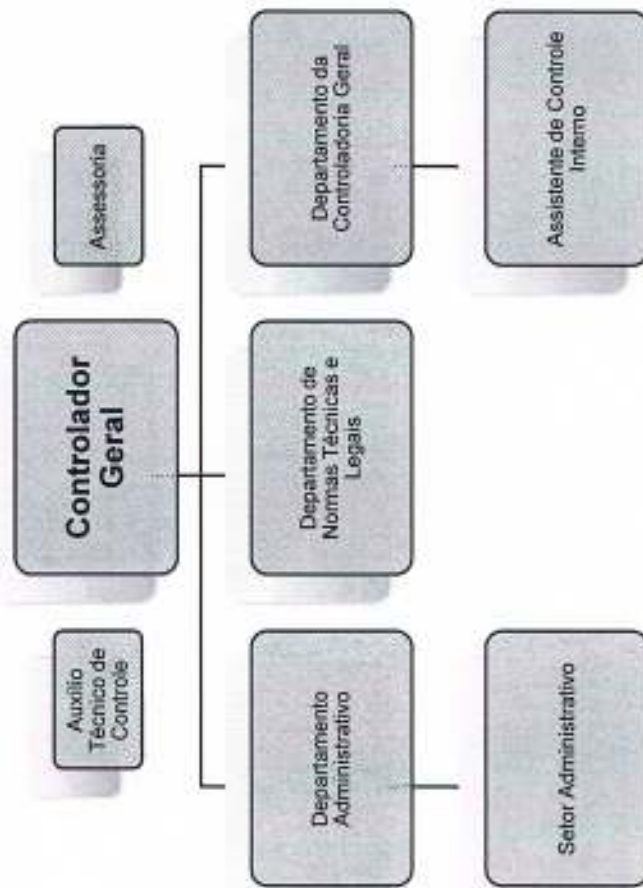 Auxílio
Técnico de
Controle
Controlador
Geral
Assessoria
Departamento
Administrativo
Departamento de
Normas Técnicas e
Legais
Departamento da
Controladoria Geral
Setor Administrativo
Assistente de Controle
Interno